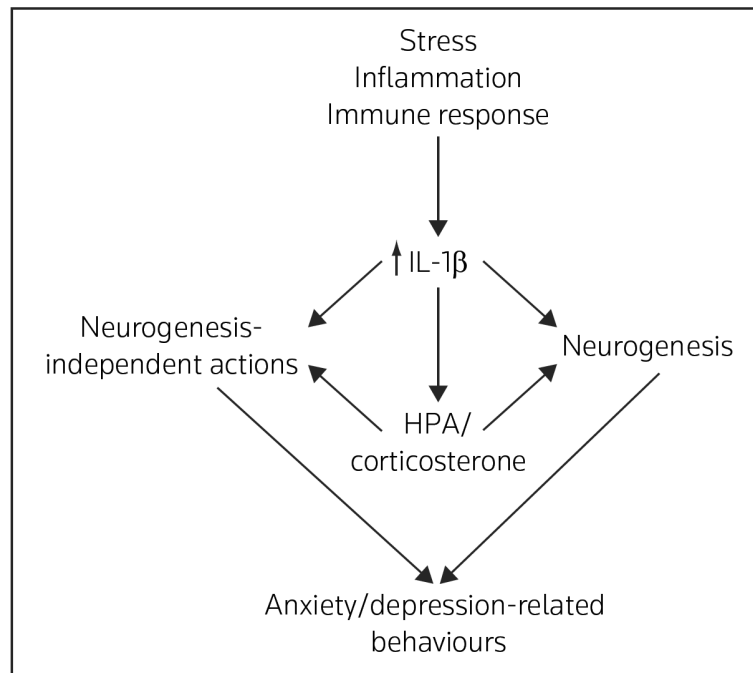 Stress
Inflammation
Immune response
↑ IL-1β
Neurogenesis-
independent actions
Neurogenesis
HPA/
corticosterone
Anxiety/depression-related
behaviours